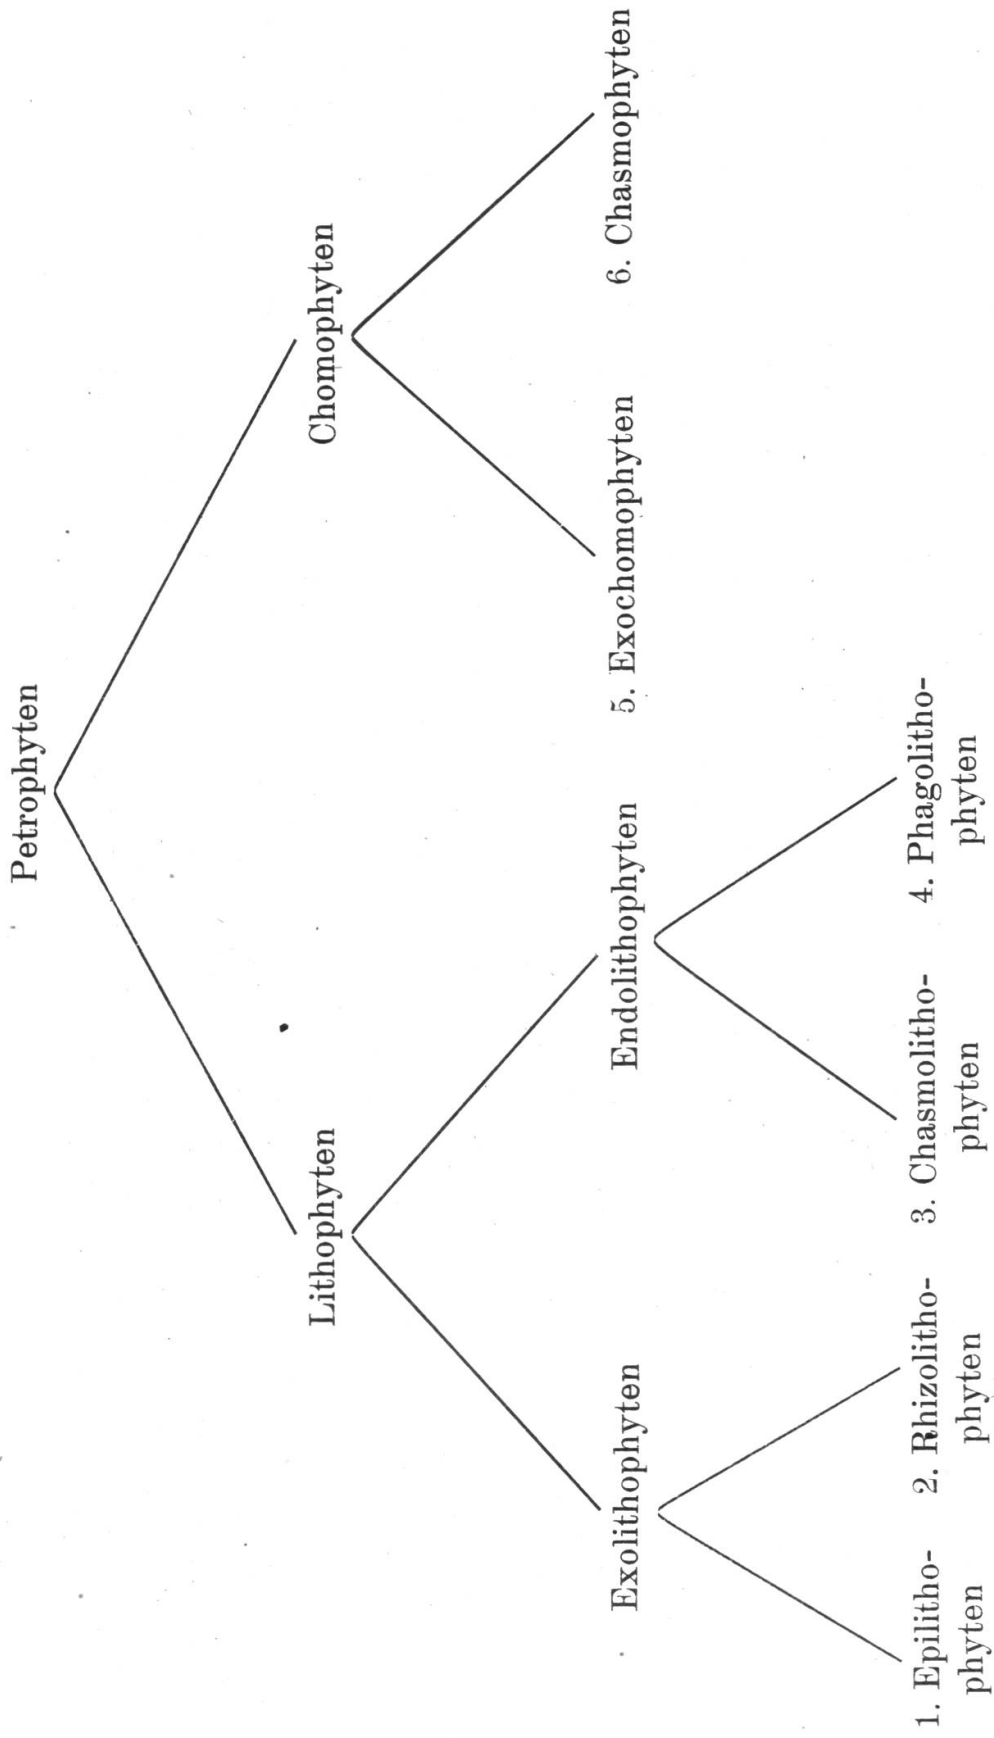 Petrophyten
Lithophyten
Chomophyten
Exolithophyten
Endolithophyten
5. Exochomophyten
6. Chasmophyten
1. Epilitho-
phyten
2. Rhizolitho-
phyten
3. Chasmolitho-
phyten
4. Phagolitho-
phyten